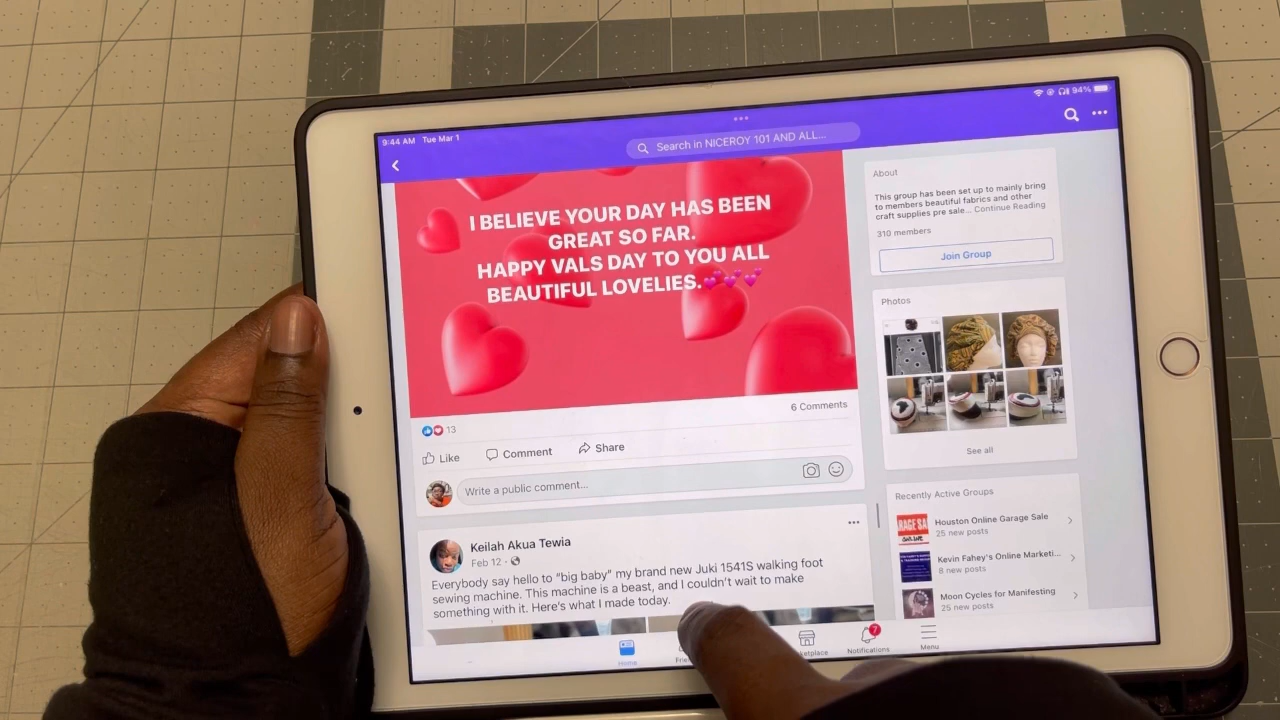 9:44 AM Tue Mar 1
94%
Search in NICEROY 101 AND ALL...
I BELIEVE YOUR DAY HAS BEEN
GREAT SO FAR.
HAPPY VALS DAY TO YOU ALL
BEAUTIFUL LOVELIES.💕💕💕
13
6 Comments
Like
Comment
Share
Write a public comment...
Keilah Akua Tewia
Feb 12 ·
Everybody say hello to “big baby” my brand new Juki 1541S walking foot
sewing machine. This machine is a beast, and I couldn’t wait to make
something with it. Here’s what I made today.
About
This group has been set up to mainly bring
to members beautiful fabrics and other
craft supplies pre sale... Continue Reading
310 members
Join Group
Photos
See all
Recently Active Groups
Houston Online Garage Sale
25 new posts
Kevin Fahey's Online Marketi...
8 new posts
Moon Cycles for Manifesting
25 new posts
Home
7
Notifications
Menu